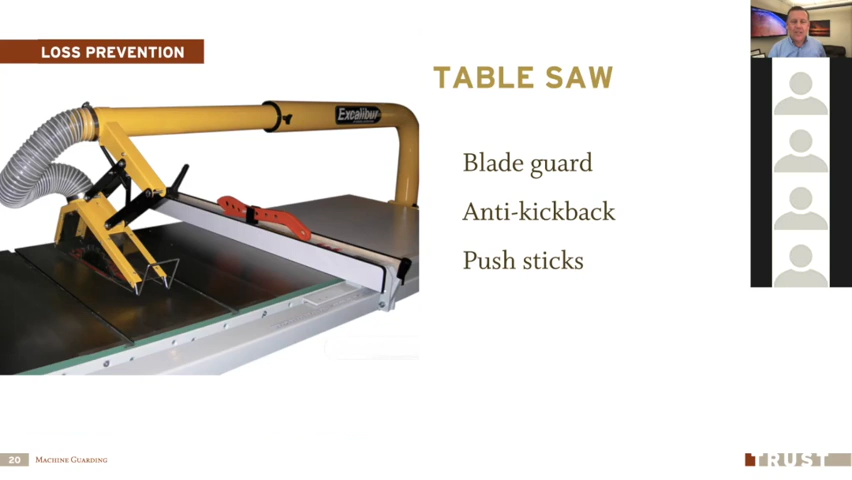 LOSS PREVENTION
TABLE SAW
Excalibur
Blade guard
Anti-kickback
Push sticks
20 MACHINE GUARDING
TRUST